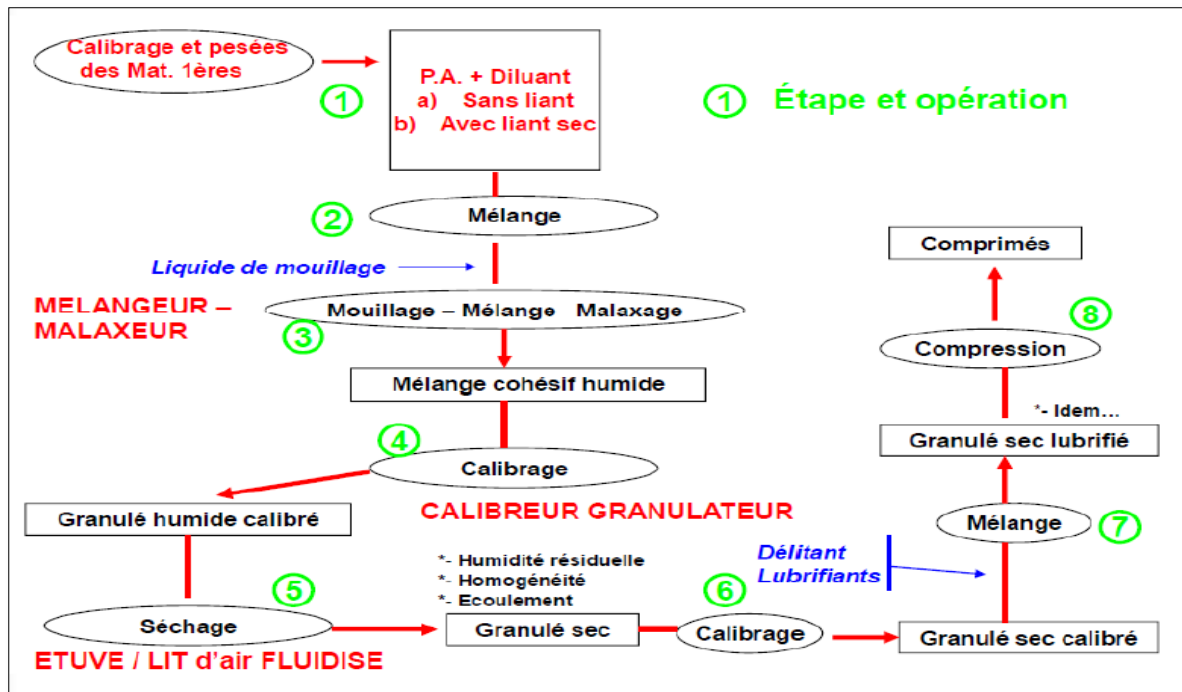 Calibrage et pesées
des Mat. 1ères
1
P.A. + Diluant
a) Sans liant
b) Avec liant sec
1 Étape et opération
2
Mélange
Liquide de mouillage
MELANGEUR –
MALAXEUR
Mouillage – Mélange Malaxage
3
Mélange cohésif humide
4
Calibrage
Granulé humide calibré
CALIBREUR GRANULATEUR
5
Séchage
ETUVE / LIT d'air FLUIDISE
*- Humidité résiduelle
*- Homogénéité
*- Ecoulement
Granulé sec
6
Calibrage
Granulé sec calibré
Délitant
Lubrifiants
Mélange
7
Granulé sec lubrifié
*- Idem...
Compression
8
Comprimés